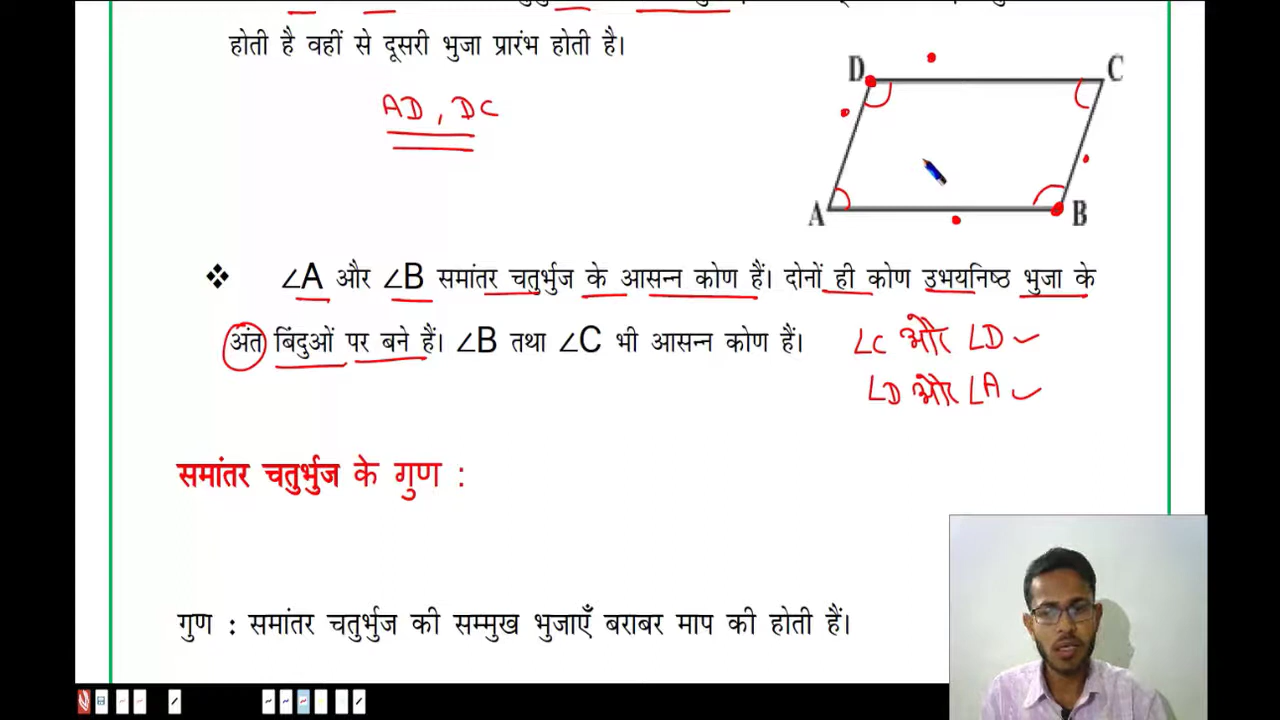 होती है वहीं से दूसरी भुजा प्रारंभ होती है।
AD, DC
D
C
A
B
❖ ∠A और ∠B समांतर चतुर्भुज के आसन्न कोण हैं। दोनों ही कोण उभयनिष्ठ भुजा के
अंत बिंदुओं पर बने हैं। ∠B तथा ∠C भी आसन्न कोण हैं।
∠C और ∠D ✓
∠D और ∠A ✓
समांतर चतुर्भुज के गुण :
गुण : समांतर चतुर्भुज की सम्मुख भुजाएँ बराबर माप की होती हैं।